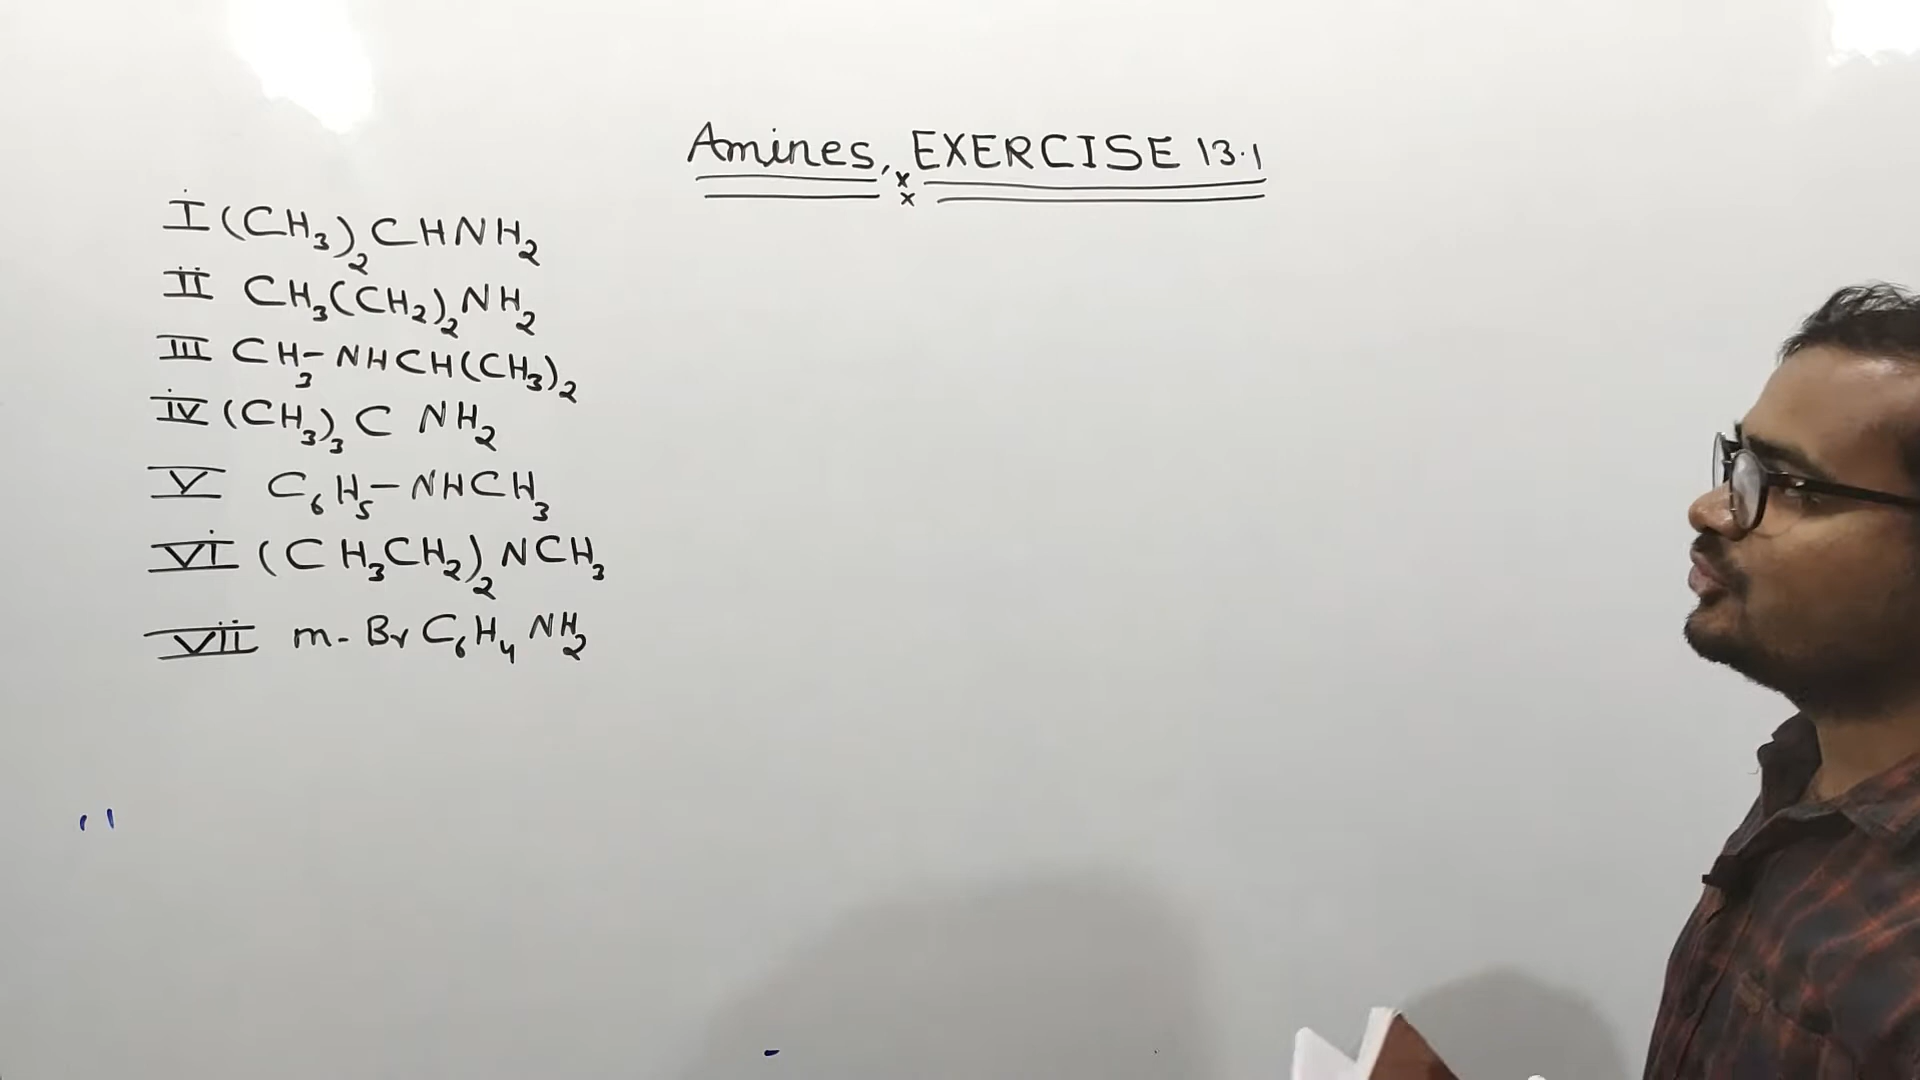 Amines, EXERCISE 13.1
I (CH3)2CHNH2
II CH3(CH2)2NH2
III CH3-NHCH(CH3)2
iv (CH3)3C NH2
V C6H5-NHCH3
Vi (CH3CH2)2NCH3
Vii m-BrC6H4NH2